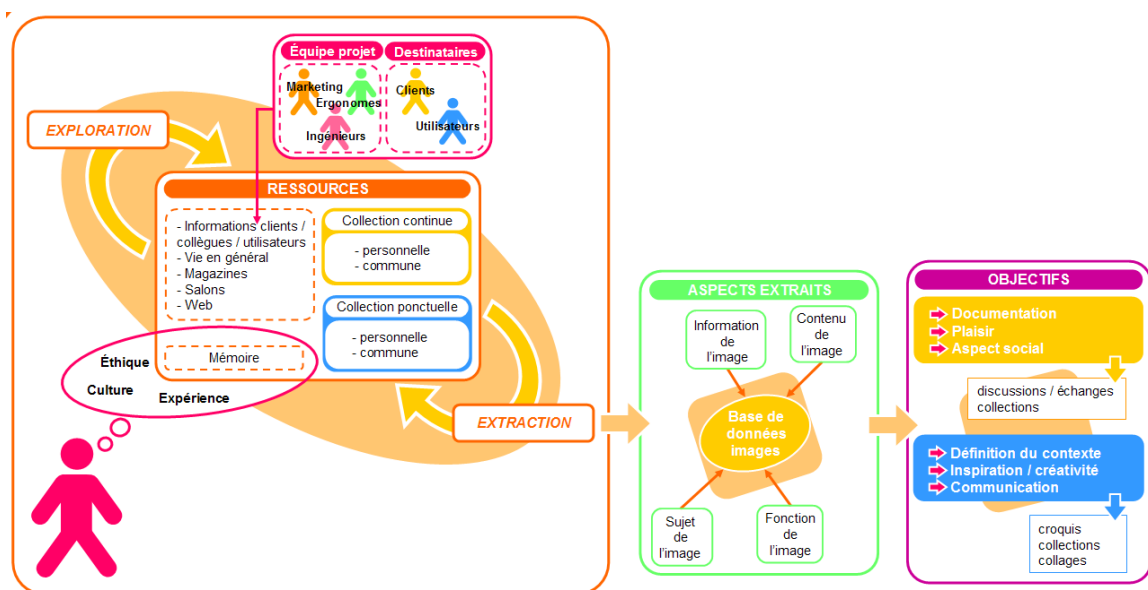 Équipe projet
Destinataires
Marketing
Ergonomes
Ingénieurs
Clients
Utilisateurs
EXPLORATION
RESSOURCES
- Informations clients /
collègues / utilisateurs
- Vie en général
- Magazines
- Salons
- Web
Mémoire
Collection continue
- personnelle
- commune
Collection ponctuelle
- personnelle
- commune
Éthique
Culture
Expérience
EXTRACTION
ASPECTS EXTRAITS
Information
de
l'image
Contenu
de
l'image
Base de
données
images
Sujet
de
l'image
Fonction
de
l'image
OBJECTIFS
Documentation
Plaisir
Aspect social
discussions / échanges
collections
Définition du contexte
Inspiration / créativité
Communication
croquis
collections
collages